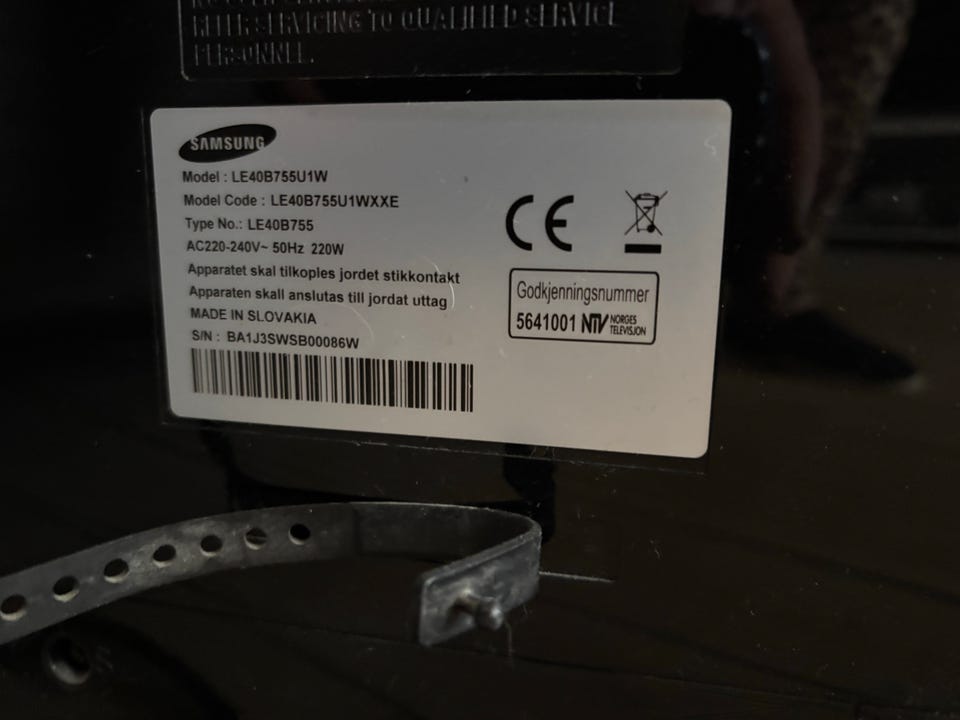 REFER SERVICING TO QUALIFIED SERVICE
PERSONNEL.
SAMSUNG
Model : LE40B755U1W
Model Code : LE40B755U1WXXE
Type No.: LE40B755
AC220-240V~ 50Hz 220W
Apparatet skal tilkoples jordet stikkontakt
Apparaten skall anslutas till jordat uttag
MADE IN SLOVAKIA
S/N : BA1J3SWSB00086W
CE
Godkjenningsnummer
5641001 NTV NORGES
TELEVISJON